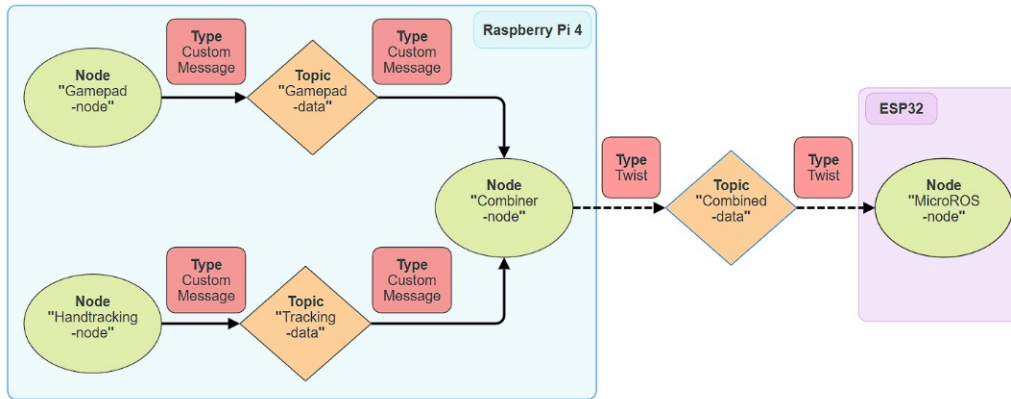 Raspberry Pi 4
Type
Custom
Message
Type
Custom
Message
Node
"Gamepad
-node"
Topic
"Gamepad
-data"
ESP32
Type
Twist
Type
Twist
Node
"Combiner
-node"
Topic
"Combined
-data"
Node
"MicroROS
-node"
Type
Custom
Message
Type
Custom
Message
Node
"Handtracking
-node"
Topic
"Tracking
-data"